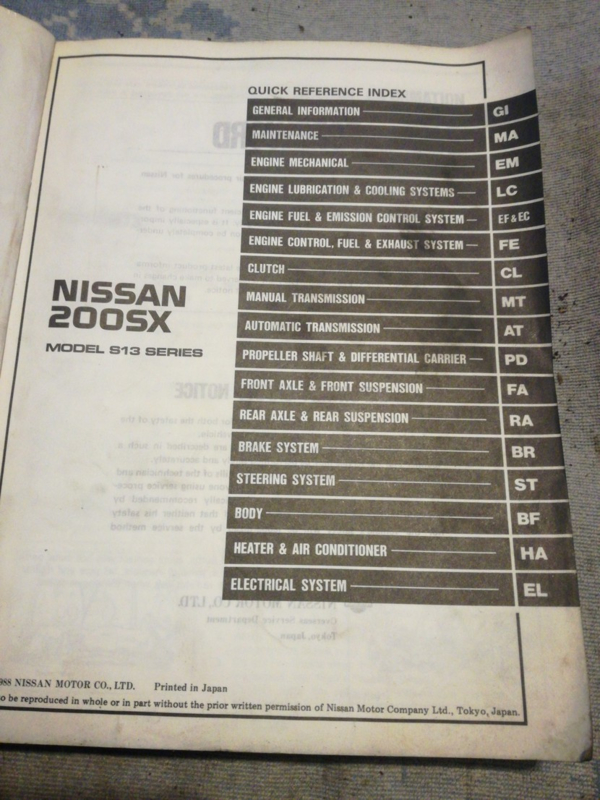 QUICK REFERENCE INDEX
GENERAL INFORMATION GI
MAINTENANCE MA
ENGINE MECHANICAL EM
ENGINE LUBRICATION & COOLING SYSTEMS LC
ENGINE FUEL & EMISSION CONTROL SYSTEM EF & EC
ENGINE CONTROL, FUEL & EXHAUST SYSTEM FE
CLUTCH CL
MANUAL TRANSMISSION MT
AUTOMATIC TRANSMISSION AT
PROPELLER SHAFT & DIFFERENTIAL CARRIER PD
FRONT AXLE & FRONT SUSPENSION FA
REAR AXLE & REAR SUSPENSION RA
BRAKE SYSTEM BR
STEERING SYSTEM ST
BODY BF
HEATER & AIR CONDITIONER HA
ELECTRICAL SYSTEM EL
NISSAN
200SX
MODEL S13 SERIES
988 NISSAN MOTOR CO., LTD. Printed in Japan
o be reproduced in whole or in part without the prior written permission of Nissan Motor Company Ltd., Tokyo, Japan.